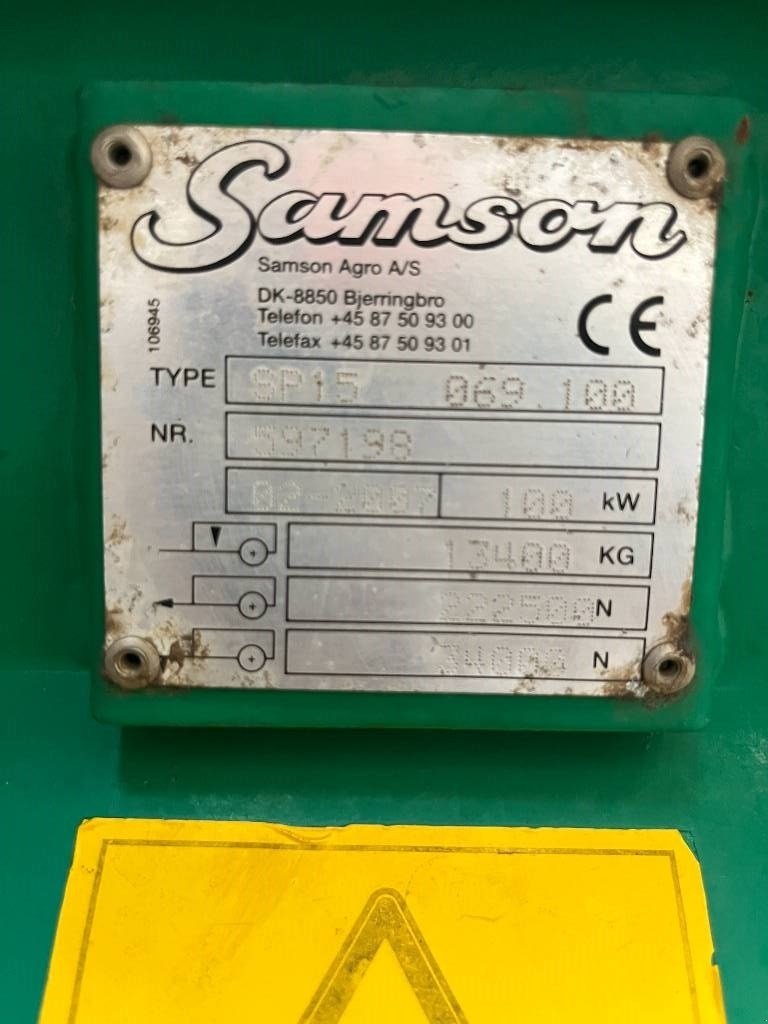 Samson
Samson Agro A/S
DK-8850 Bjerringbro
Telefon +45 87 50 93 00
Telefax +45 87 50 93 01
CE
106945
TYPE SP15 069.100
NR. 597198
02-2007 100 kW
13400 KG
222500 N
34000 N